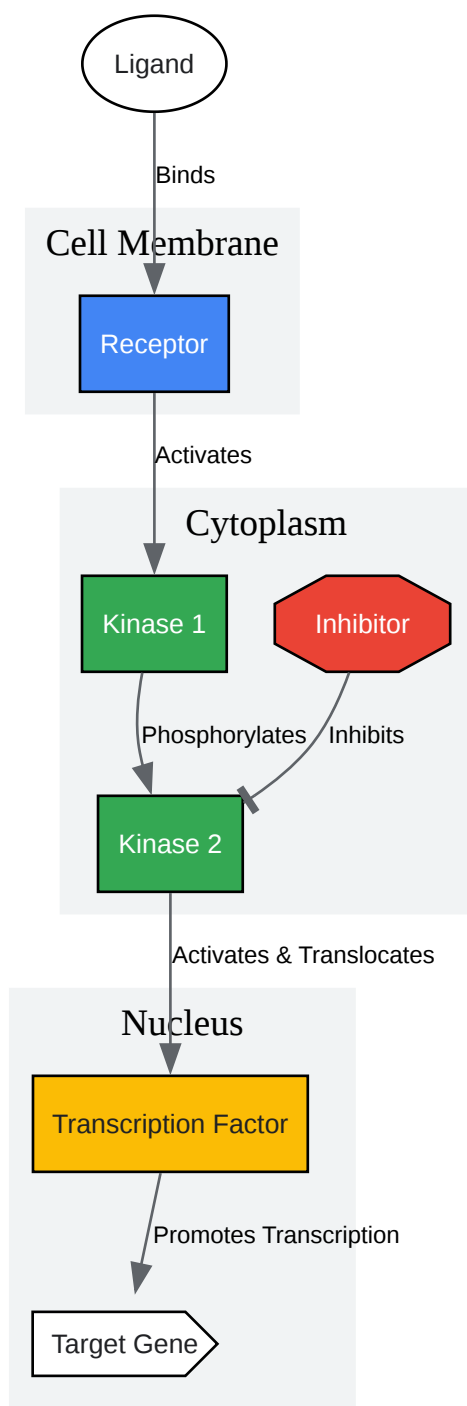 Ligand
Binds
Cell Membrane
Receptor
Activates
Cytoplasm
Kinase 1
Inhibitor
Phosphorylates
Inhibits
Kinase 2
Activates & Translocates
Nucleus
Transcription Factor
Promotes Transcription
Target Gene